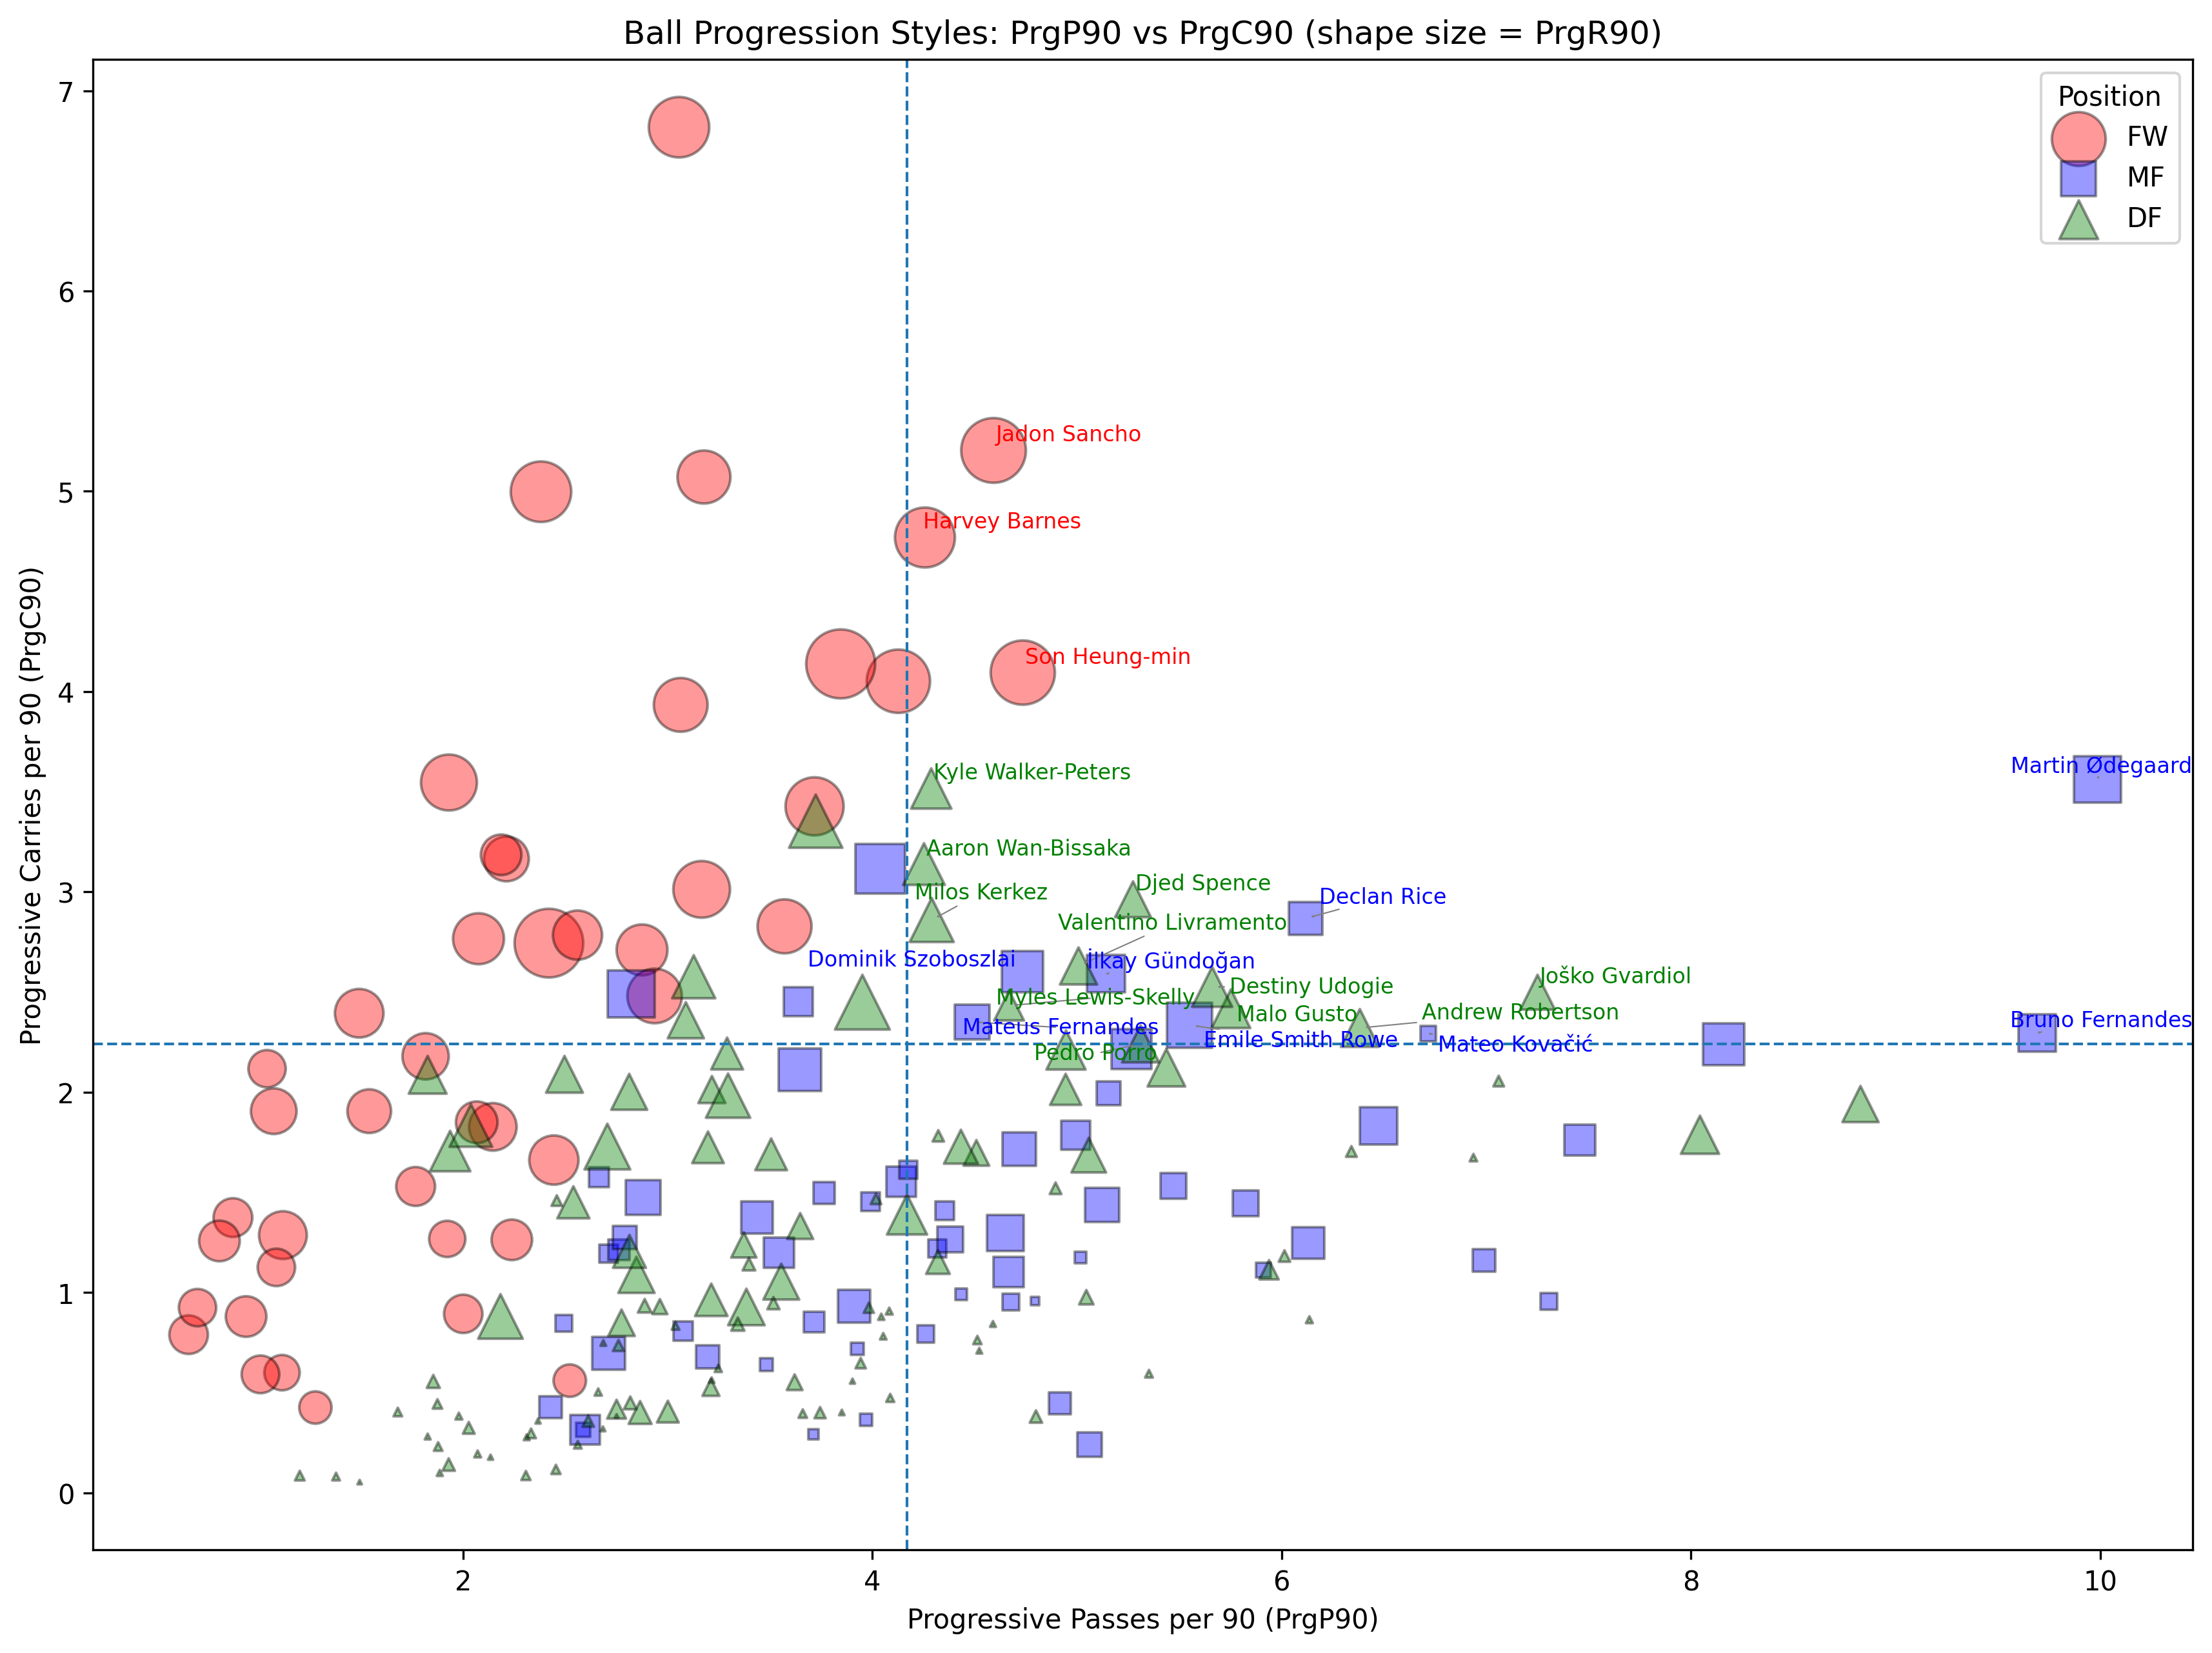 Ball Progression Styles: PrgP90 vs PrgC90 (shape size = PrgR90)
Position
FW
MF
DF
7
6
5
4
3
2
1
0
Progressive Carries per 90 (PrgC90)
Jadon Sancho
Harvey Barnes
Son Heung-min
Kyle Walker-Peters
Martin Ødegaard
Aaron Wan-Bissaka
Djed Spence
Milos Kerkez
Declan Rice
Valentino Livramento
Dominik Szoboszlai
İlkay Gündoğan
Joško Gvardiol
Destiny Udogie
Myles Lewis-Skelly
Malo Gusto
Andrew Robertson
Mateus Fernandes
Bruno Fernandes
Emile Smith Rowe
Mateo Kovačić
Pedro Porro
2
4
6
8
10
Progressive Passes per 90 (PrgP90)